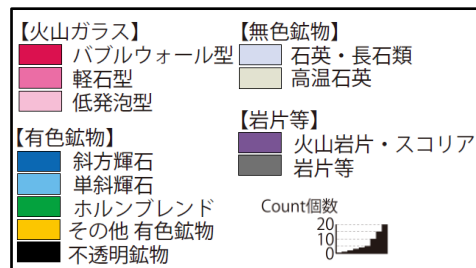 【火山ガラス】
バブルウォール型
軽石型
低発泡型
【有色鉱物】
斜方輝石
単斜輝石
ホルンブレンド
その他 有色鉱物
不透明鉱物
【無色鉱物】
石英・長石類
高温石英
【岩片等】
火山岩片・スコリア
岩片等
Count個数
20
10
0